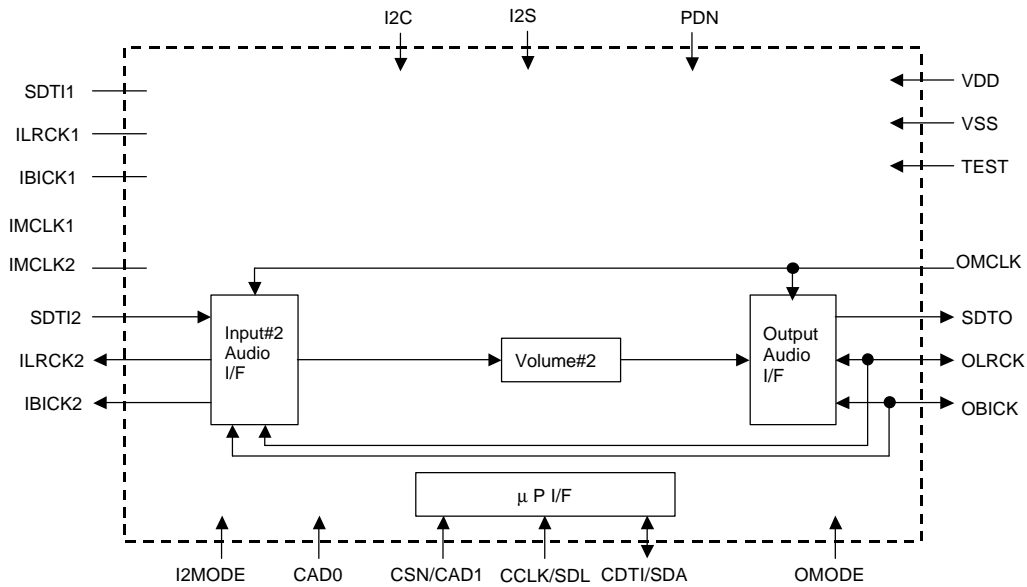 I2C
I2S
PDN
SDTI1
ILRCK1
IBICK1
IMCLK1
IMCLK2
SDTI2
ILRCK2
IBICK2
VDD
VSS
TEST
OMCLK
SDTO
OLRCK
OBICK
Input#2
Audio
I/F
Volume#2
Output
Audio
I/F
μ P I/F
I2MODE
CAD0
CSN/CAD1
CCLK/SDL
CDTI/SDA
OMODE